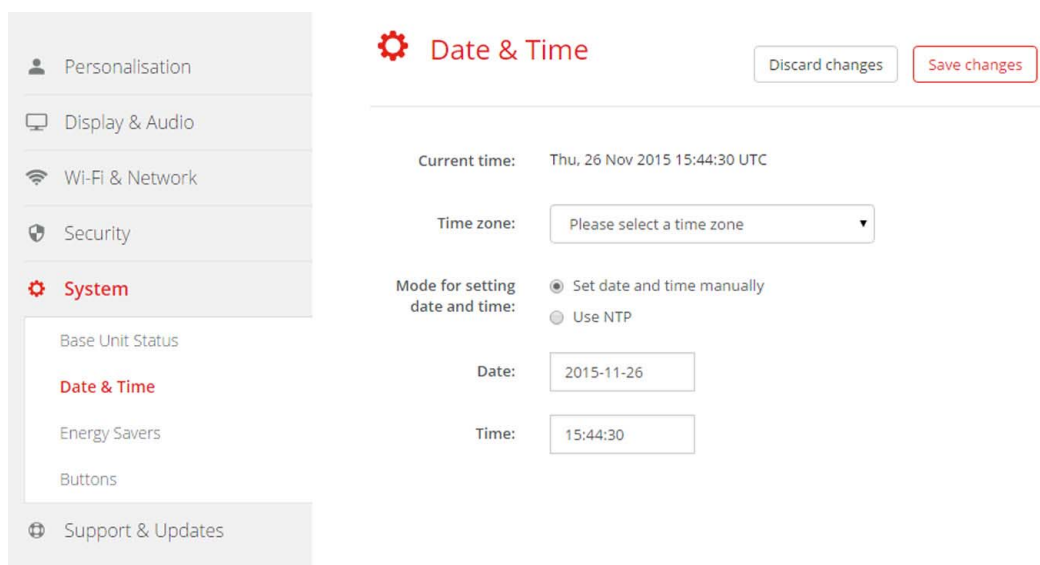 Personalisation
Display & Audio
Wi-Fi & Network
Security
System
Base Unit Status
Date & Time
Energy Savers
Buttons
Support & Updates
Date & Time
Discard changes
Save changes
Current time: Thu, 26 Nov 2015 15:44:30 UTC
Time zone: Please select a time zone
Mode for setting
date and time:
Set date and time manually
Use NTP
Date: 2015-11-26
Time: 15:44:30